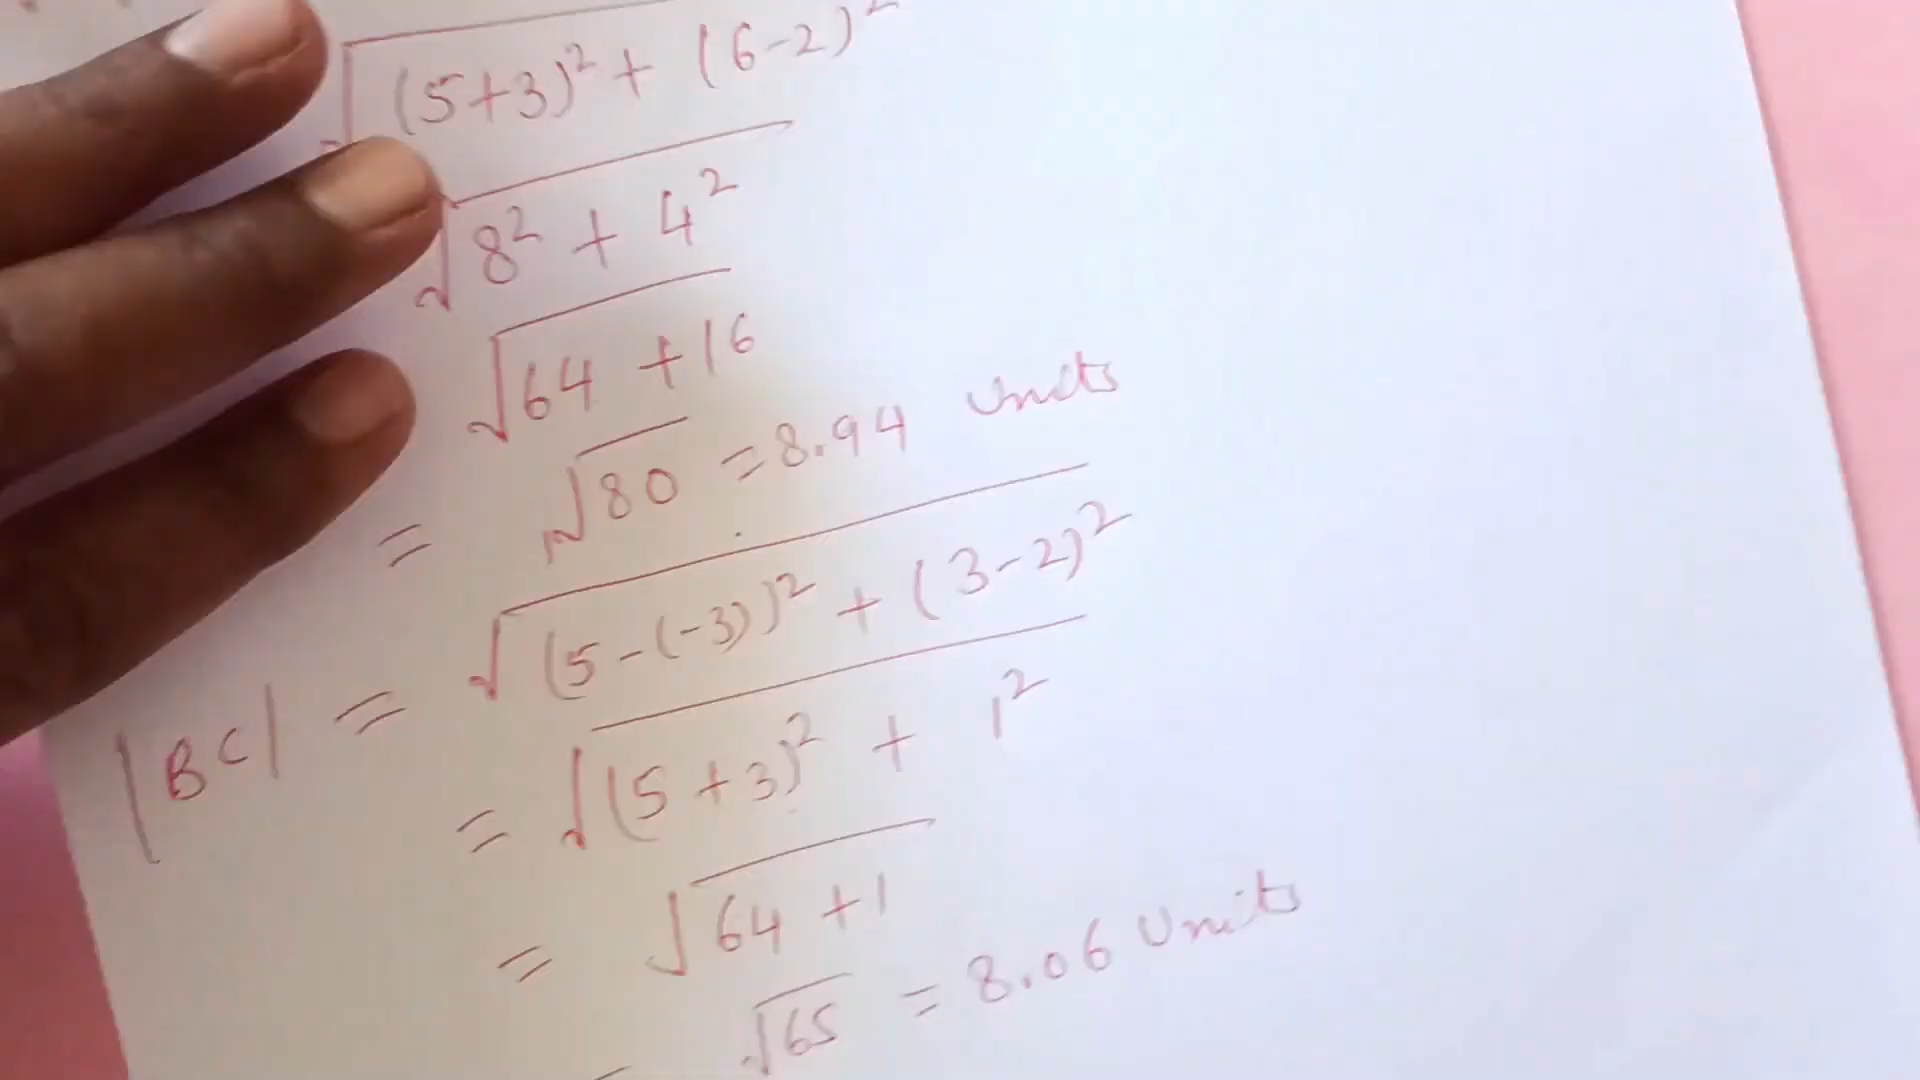 √(5+3)² + (6-2)²
√8² + 4²
√64 + 16
= √80 = 8.94 Units
|BC| = √(5-(-3))² + (3-2)²
= √(5+3)² + 1²
= √64 + 1
= √65 = 8.06 Units